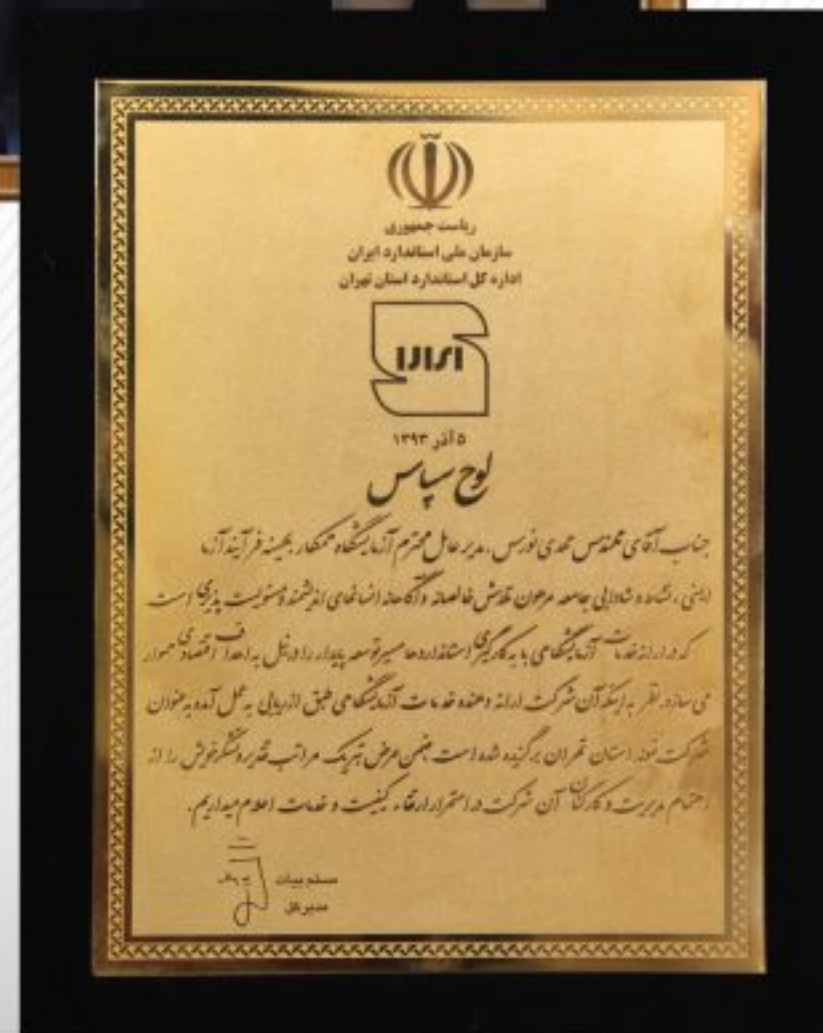 ریاست جمهوری
سازمان ملی استاندارد ایران
اداره کل استاندارد استان تهران
۵ آذر ۱۳۹۳
لوح سپاس
جناب آقای مهندس مهدی نورس، مدیر عامل محترم آزمایشگاه همکار بهینه فرآیند آزما
ایمنی، نشاط و شادابی جامعه مرهون تلاش خالصانه و آگاهانه انسانهای اندیشمند و مسئولیت پذیری است
که در ارائه خدمات آزمایشگاهی با به کارگیری استانداردها مسیر توسعه پایدار را در نیل به اهداف اقتصادی هموار
می سازد. نظر به اینکه آن شرکت ارائه دهنده خدمات آزمایشگاهی طبق ارزیابی به عمل آمده به عنوان
شرکت نمونه استان تهران برگزیده شده است ضمن عرض تبریک مراتب تقدیر و تشکر خویش را از
اهتمام مدیریت و کارکنان آن شرکت در استمرار ارتقاء کیفیت و خدمات اعلام میداریم.
مسلم بیات
مدیر کل